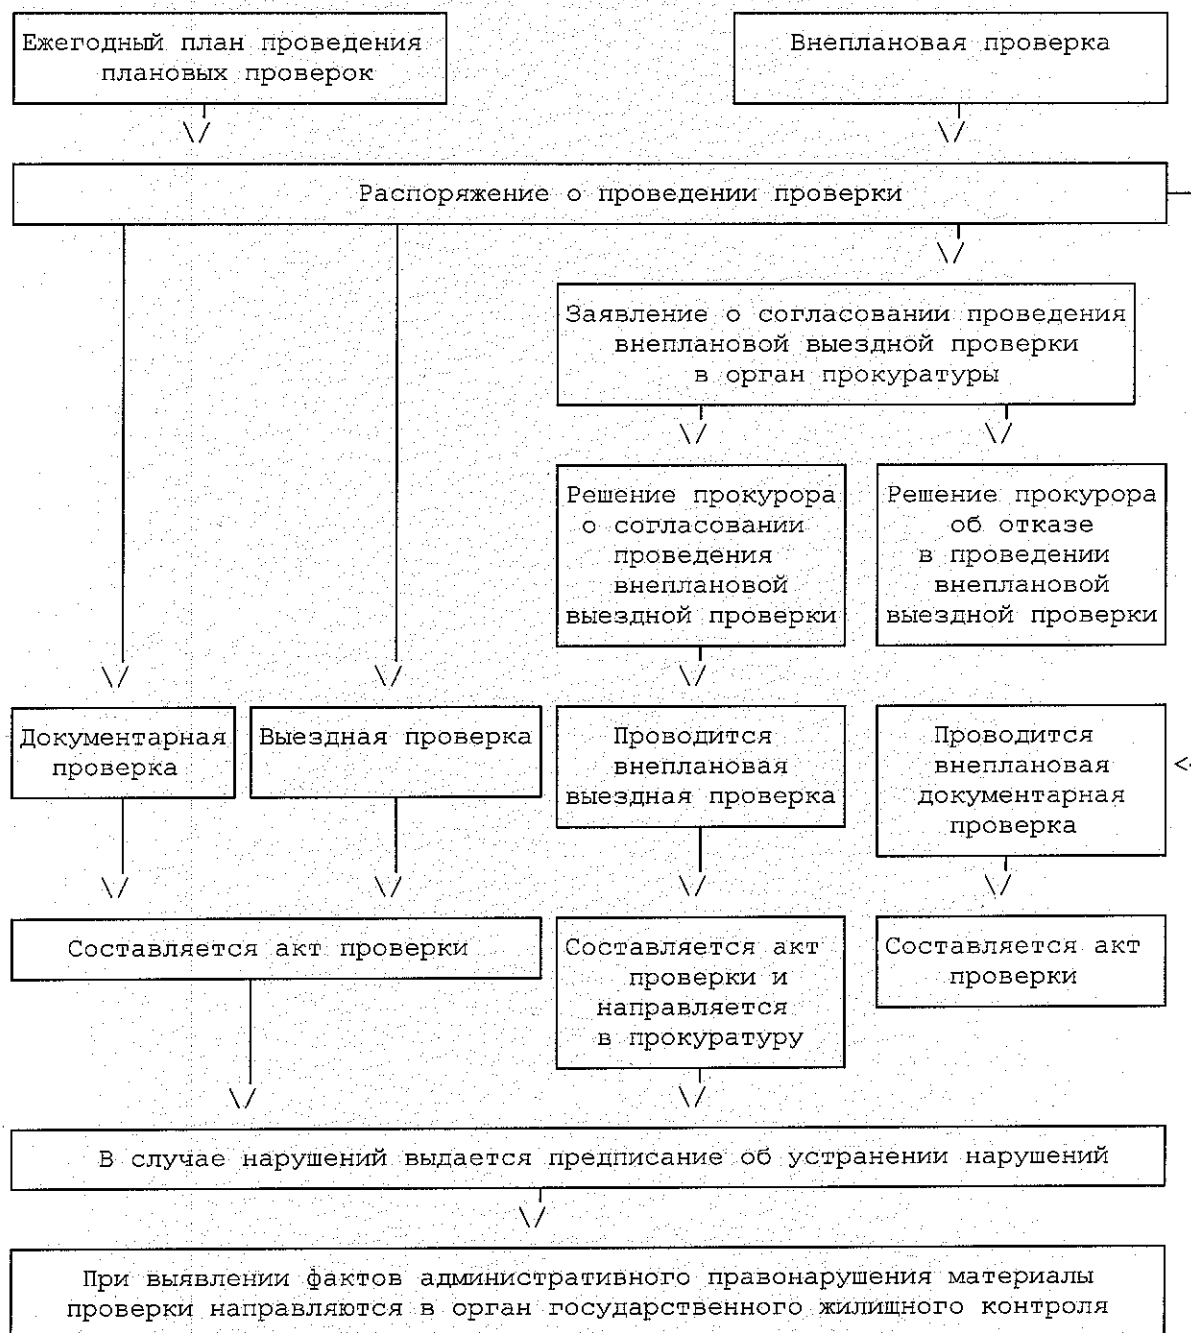 Ежегодный план проведения
плановых проверок
Внеплановая проверка
Распоряжение о проведении проверки
Заявление о согласовании проведения
внеплановой выездной проверки
в орган прокуратуры
Решение прокурора
о согласовании
проведения
внеплановой
выездной проверки
Решение прокурора
об отказе
в проведении
внеплановой
выездной проверки
Документарная
проверка
Выездная проверка
Проводится
внеплановая
выездная проверка
Проводится
внеплановая
документарная
проверка
Составляется акт проверки
Составляется акт
проверки и
направляется
в прокуратуру
Составляется акт
проверки
В случае нарушений выдается предписание об устранении нарушений
При выявлении фактов административного правонарушения материалы
проверки направляются в орган государственного жилищного контроля